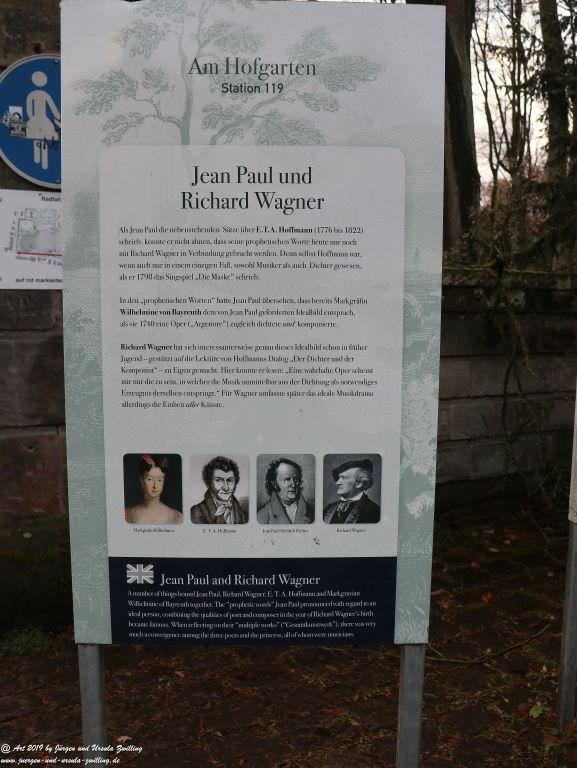 Am Hofgarten
Station 119
Jean Paul und
Richard Wagner
Als Jean Paul die nebenstehenden Sätze über E.T.A. Hoffmann (1776 bis 1822)
schrieb, konnte er nicht ahnen, dass seine prophetischen Worte heute nur noch
mit Richard Wagner in Verbindung gebracht werden. Denn selbst Hoffmann war,
wenn auch nur in einem einzigen Fall, sowohl Musiker als auch Dichter gewesen,
als er 1798 das Singspiel „Die Maske“ schrieb.
In den „prophetischen Worten“ hatte Jean Paul übersehen, dass bereits Markgräfin
Wilhelmine von Bayreuth dem von Jean Paul geforderten Idealbild entsprach,
als sie 1740 eine Oper („Argenore“) zugleich dichtete und komponierte.
Richard Wagner hat sich interessanterweise genau dieses Idealbild schon in früher
Jugend – gestützt auf die Lektüre von Hoffmanns Dialog „Der Dichter und der
Komponist“ – zu Eigen gemacht. Hier konnte er lesen: „Eine wahrhafte Oper scheint
mir nur die zu sein, in welcher die Musik unmittelbar aus der Dichtung als notwendiges
Erzeugnis derselben entspringt.“ Für Wagner umfasste später das ideale Musikdrama
allerdings die Einheit aller Künste.
Markgräfin Wilhelmine
E. T. A. Hoffmann
Jean Paul Friedrich Richter
Richard Wagner
Jean Paul and Richard Wagner
A number of things bound Jean Paul, Richard Wagner, E. T. A. Hoffmann and Margravian
Wilhelmine of Bayreuth together. The “prophetic words” Jean Paul pronounced with regard to an
ideal person, combining the qualities of poet and composer in the year of Richard Wagner's birth
became famous. When reflecting on their “multiple works” (“Gesamtkunstwerk”), there was very
much a convergence among the three poets and the princess, all of whom were musicians.
Badfah
auf rot markierten
@ Art 2019 by Jürgen und Ursula Zwilling
www.juergen-und-ursula-zwilling.de